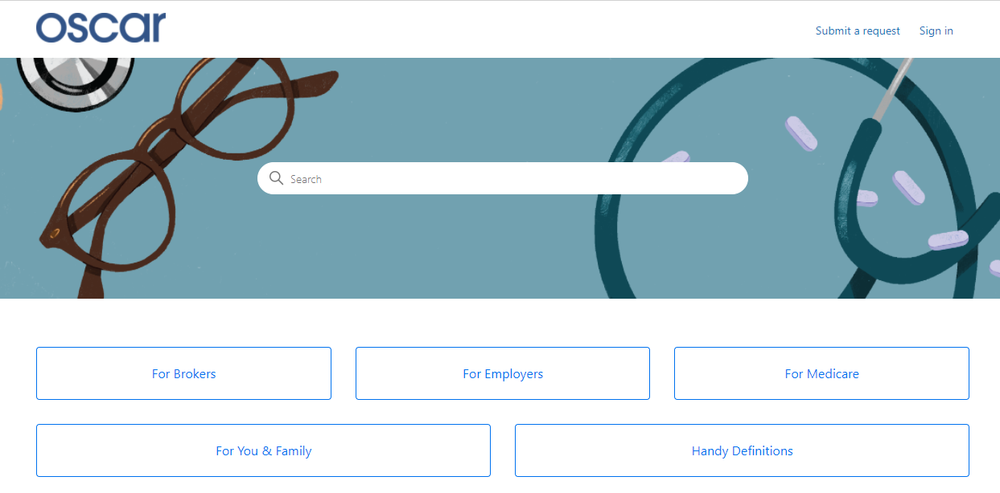 oscar
Submit a request Sign in
Search
For Brokers For Employers For Medicare
For You & Family Handy Definitions